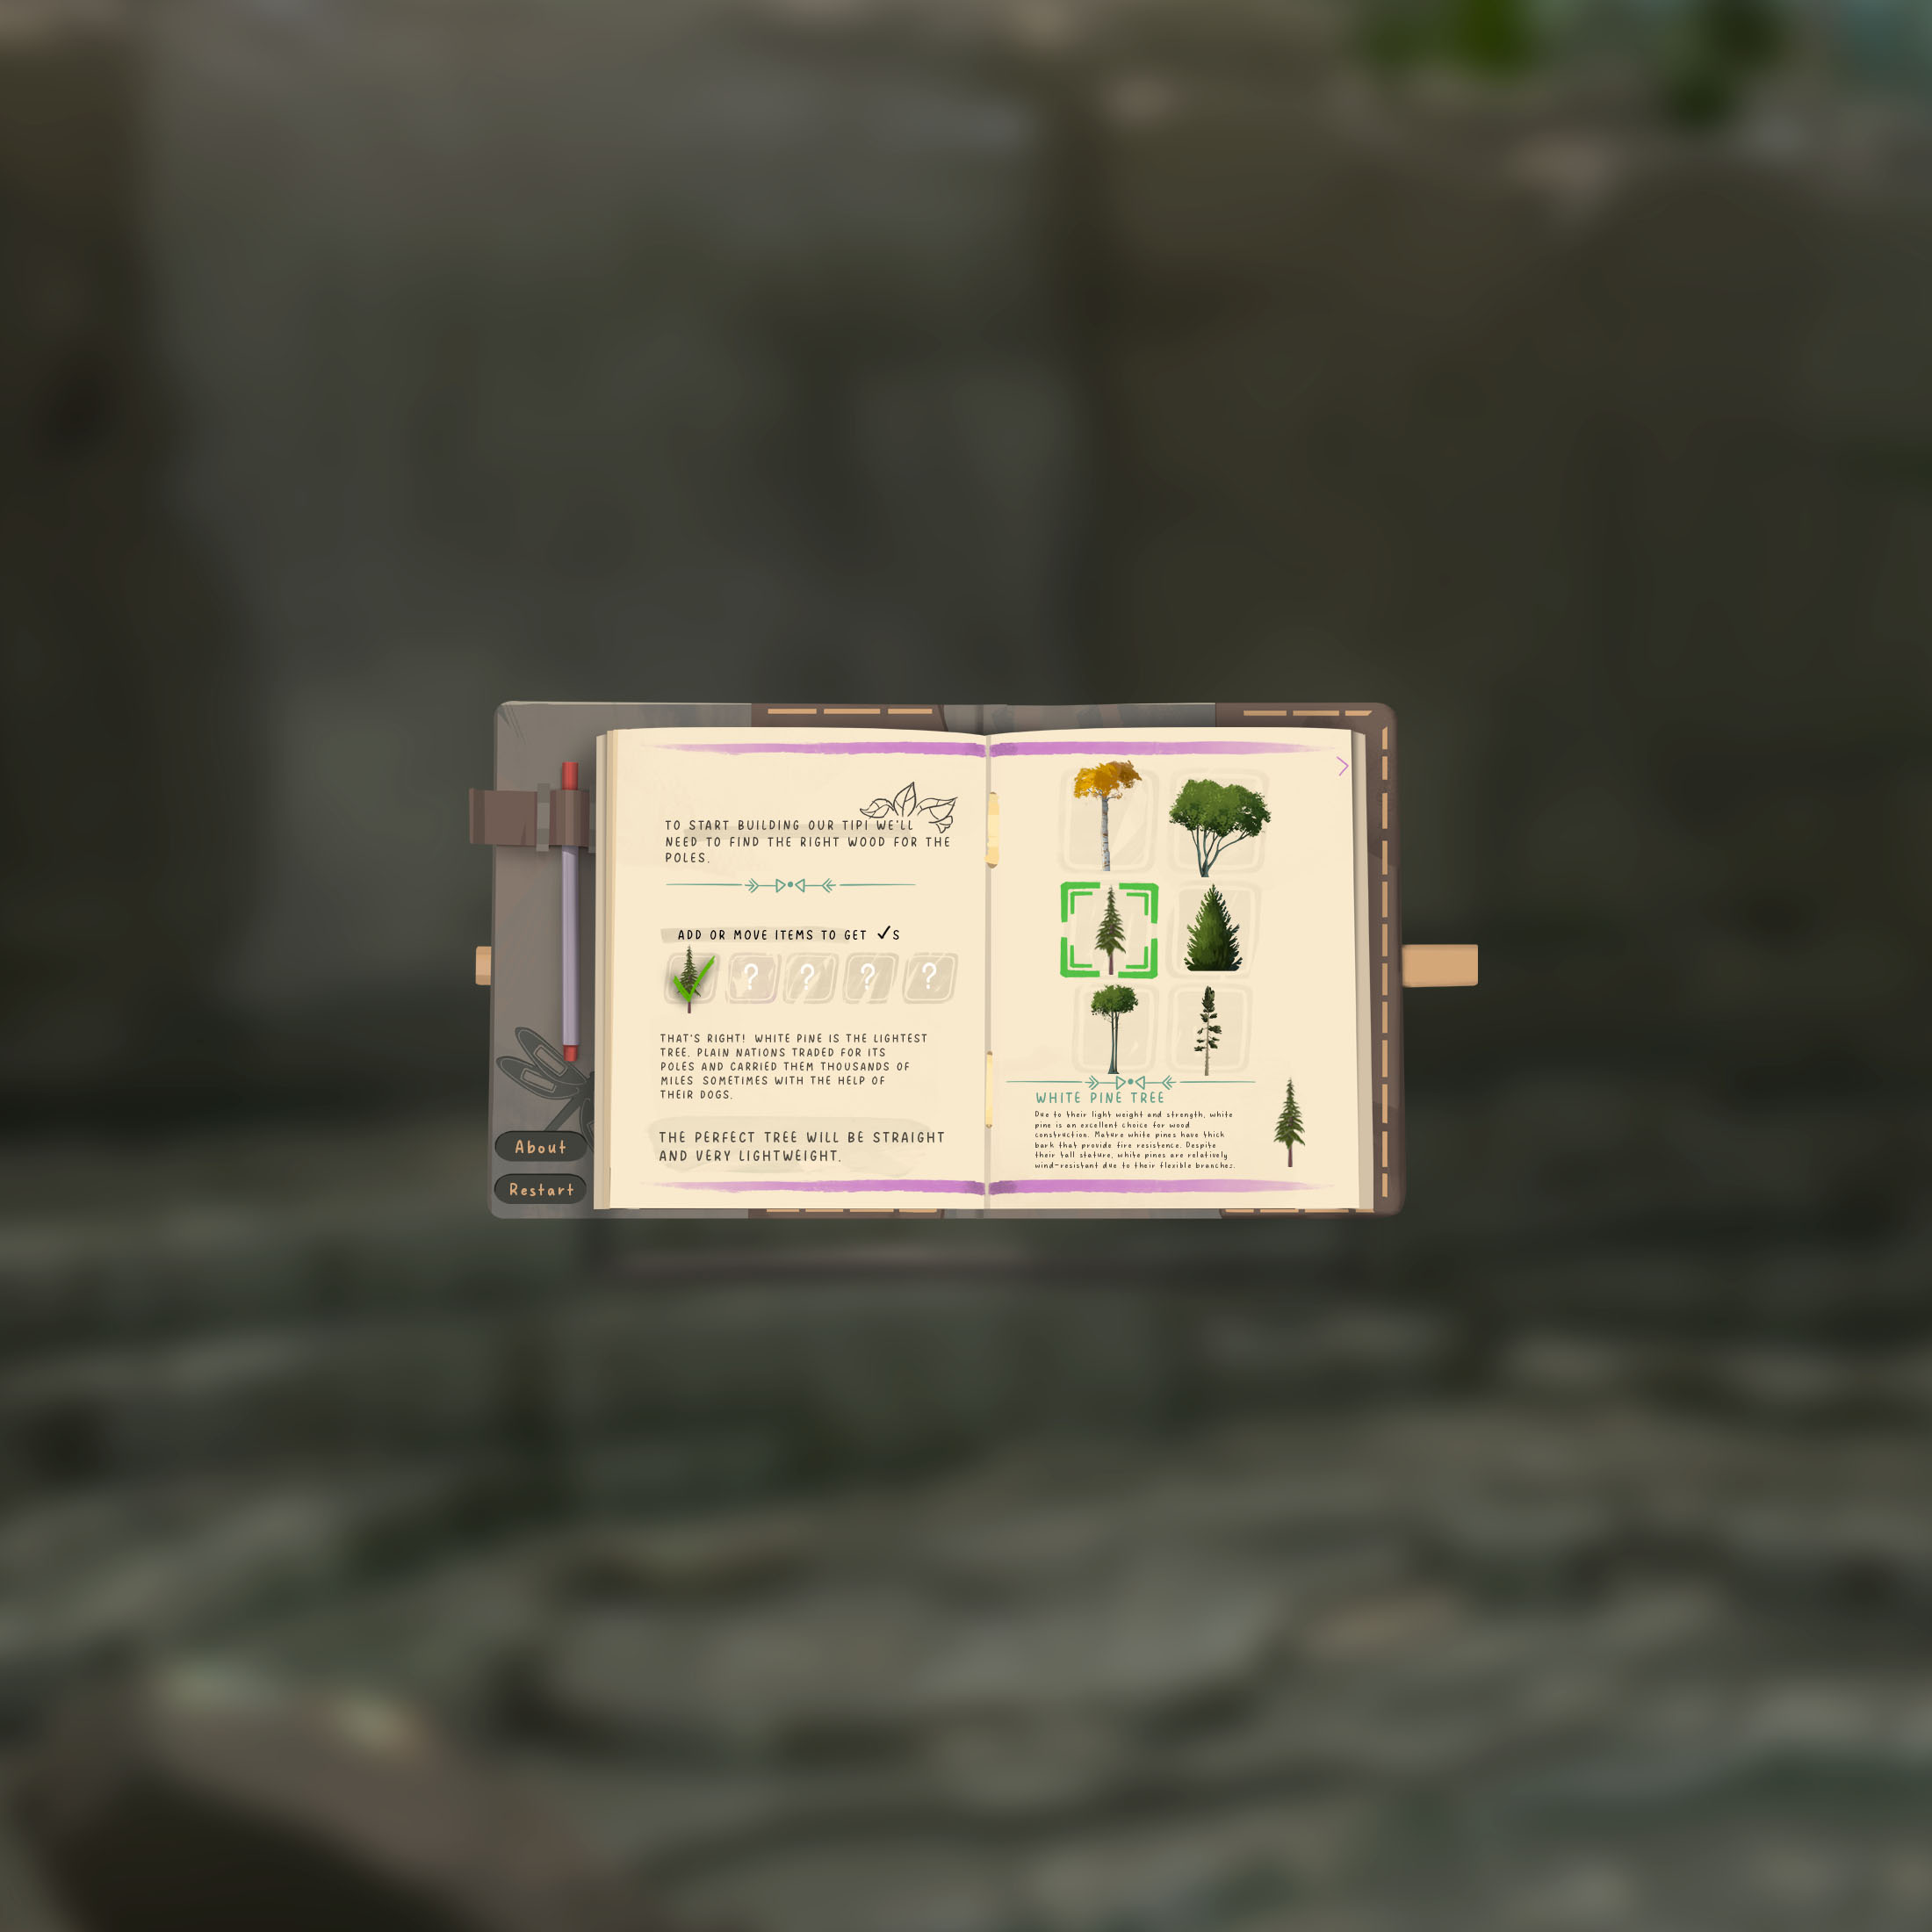 TO START BUILDING OUR TIPI WE'LL
NEED TO FIND THE RIGHT WOOD FOR THE
POLES.
ADD OR MOVE ITEMS TO GET ✓S
? ? ? ?
THAT'S RIGHT! WHITE PINE IS THE LIGHTEST
TREE. PLAIN NATIONS TRADED FOR ITS
POLES AND CARRIED THEM THOUSANDS OF
MILES SOMETIMES WITH THE HELP OF
THEIR DOGS.
THE PERFECT TREE WILL BE STRAIGHT
AND VERY LIGHTWEIGHT.
About
Restart
WHITE PINE TREE
Due to their light weight and strength, white
pine is an excellent choice for wood
construction. Mature white pines have thick
bark that provide fire resistence. Despite
their tall stature, white pines are relatively
wind-resistant due to their flexible branches.